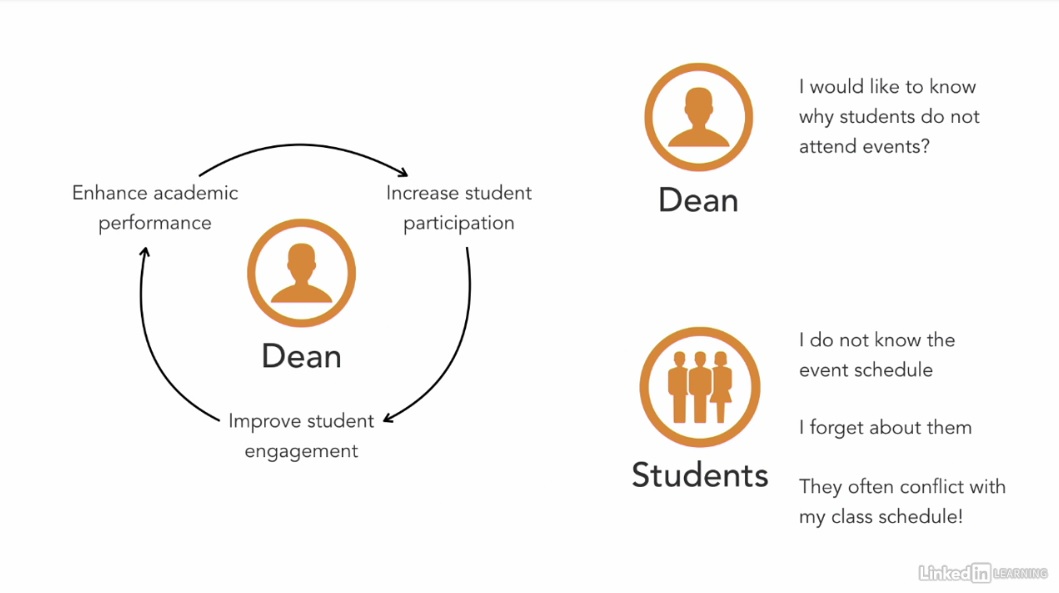 Enhance academic
performance
Increase student
participation
Dean
Improve student
engagement
Dean
I would like to know
why students do not
attend events?
Students
I do not know the
event schedule
I forget about them
They often conflict with
my class schedule!
Linked in LEARNING